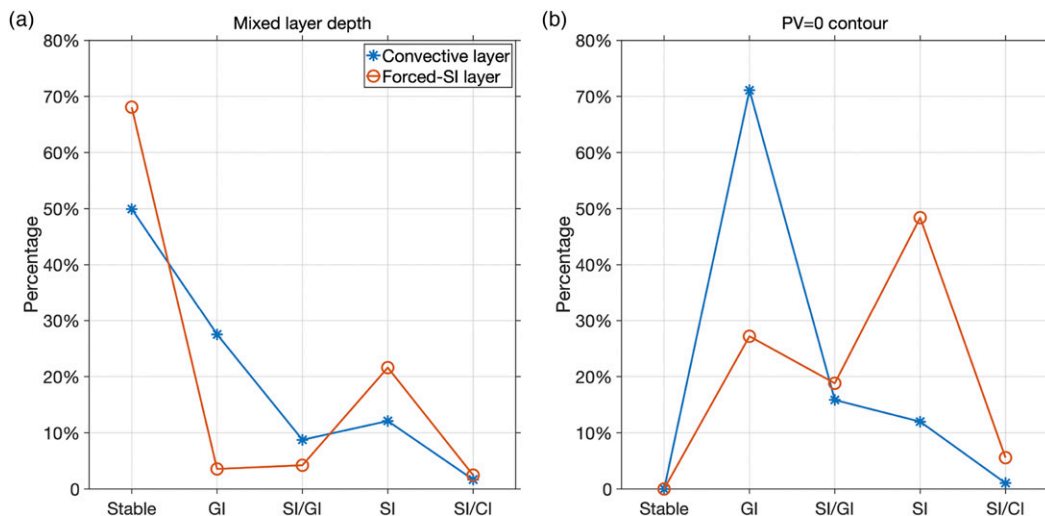 (a)
Mixed layer depth
80%
70%
60%
50%
40%
30%
20%
10%
0
Percentage
Convective layer
Forced-SI layer
Stable
GI
SI/GI
SI
SI/CI
(b)
PV=0 contour
80%
70%
60%
50%
40%
30%
20%
10%
0
Percentage
Stable
GI
SI/GI
SI
SI/CI